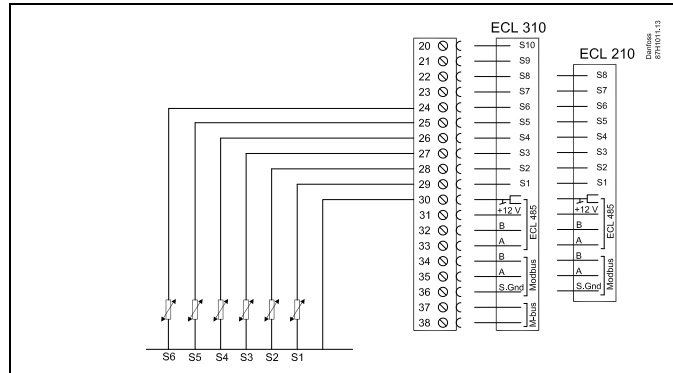 ECL 310
ECL 210
Danfoss
87H1011.13
20 S10
21 S9 S8
22 S8 S7
23 S7 S6
24 S6 S5
25 S5 S4
26 S4 S3
27 S3 S2
28 S2 S1
29 S1
30
31 +12 V +12 V
32 B B
33 A A
ECL 485 ECL 485
34 B B
35 A A
36 S.Gnd S.Gnd
Modbus Modbus
37
38
M-bus
S6 S5 S4 S3 S2 S1